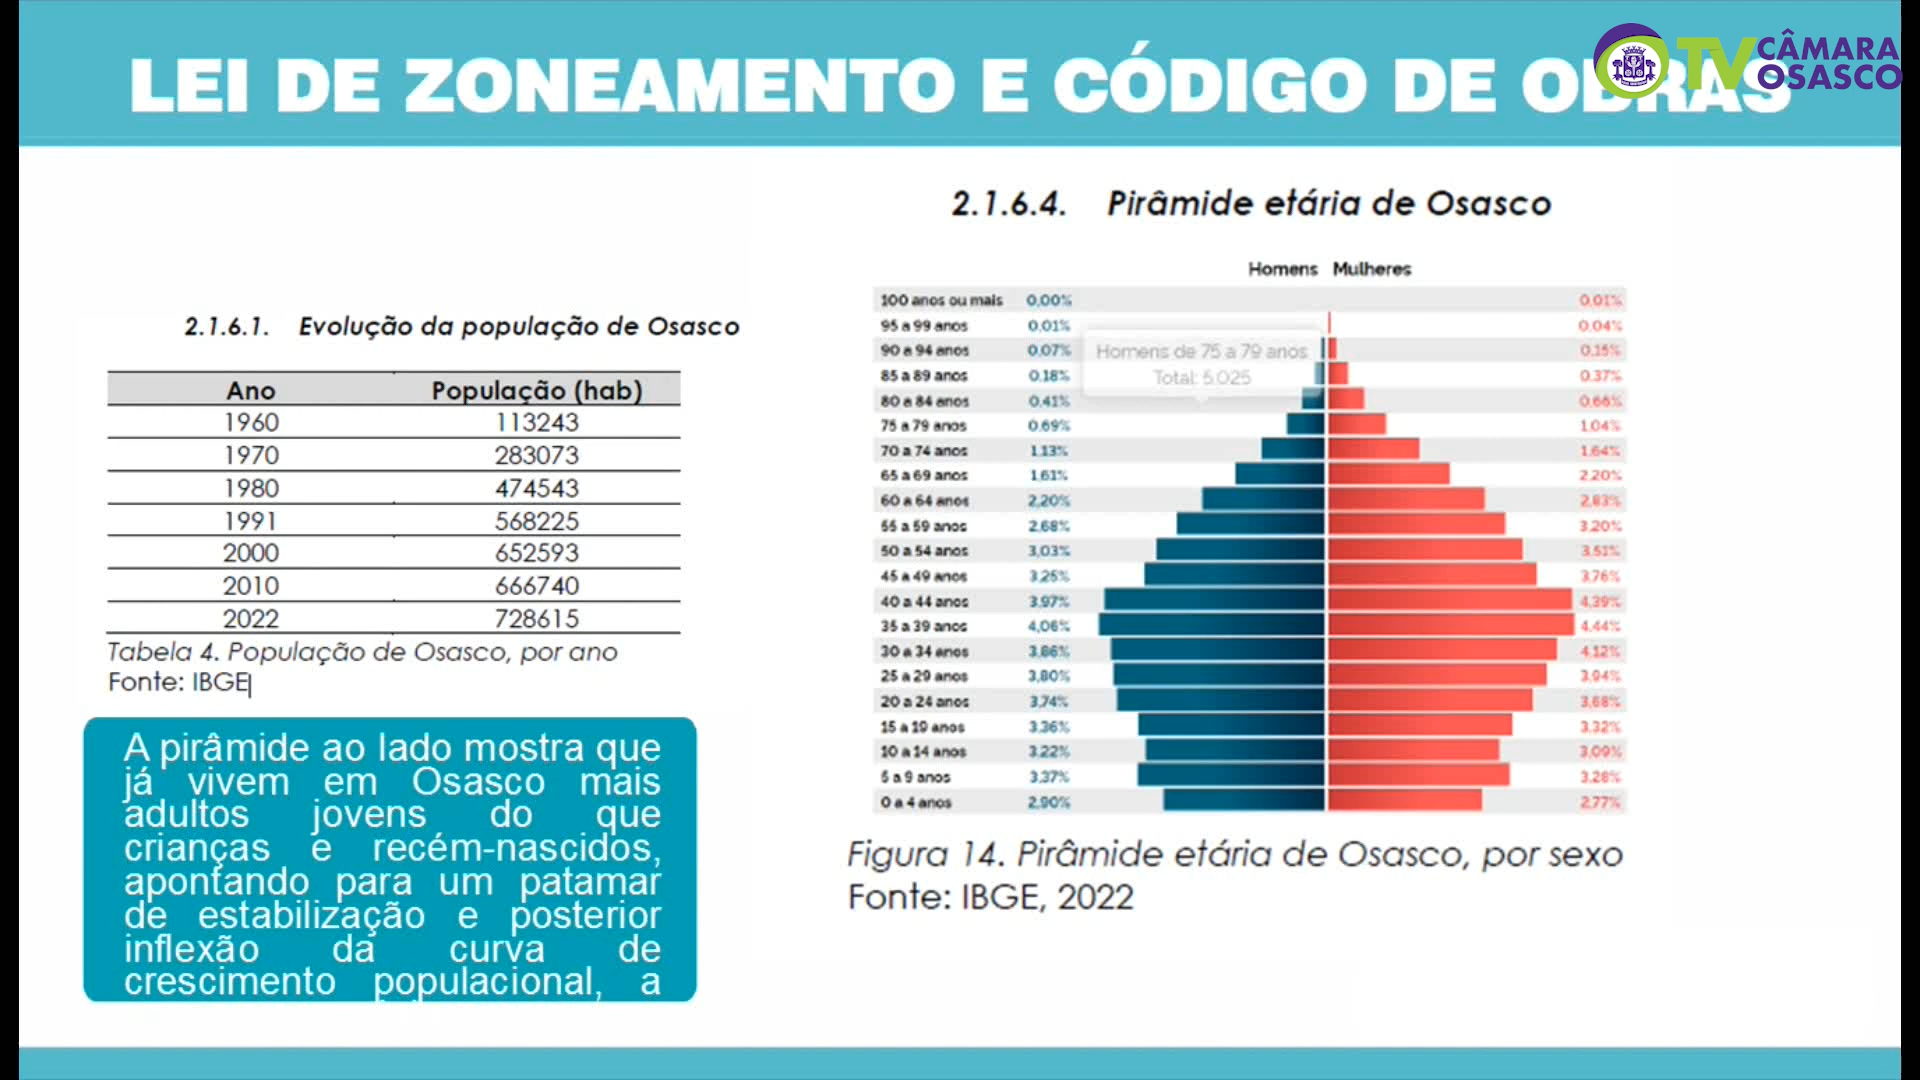 LEI DE ZONEAMENTO E CÓDIGO DE OBRAS
TV CÂMARA
OSASCO
2.1.6.1. Evolução da população de Osasco
Ano População (hab)
1960 113243
1970 283073
1980 474543
1991 568225
2000 652593
2010 666740
2022 728615
Tabela 4. População de Osasco, por ano
Fonte: IBGE
A pirâmide ao lado mostra que
já vivem em Osasco mais
adultos jovens do que
crianças e recém-nascidos,
apontando para um patamar
de estabilização e posterior
inflexão da curva de
crescimento populacional, a
2.1.6.4. Pirâmide etária de Osasco
Homens Mulheres
100 anos ou mais 0,00% 0,01%
95 a 99 anos 0,01% 0,04%
90 a 94 anos 0,07% 0,15%
85 a 89 anos 0,18% 0,37%
80 a 84 anos 0,41% 0,66%
75 a 79 anos 0,69% 1,04%
70 a 74 anos 1,13% 1,64%
65 a 69 anos 1,61% 2,20%
60 a 64 anos 2,20% 2,83%
55 a 59 anos 2,68% 3,20%
50 a 54 anos 3,03% 3,51%
45 a 49 anos 3,25% 3,76%
40 a 44 anos 3,97% 4,39%
35 a 39 anos 4,06% 4,44%
30 a 34 anos 3,86% 4,12%
25 a 29 anos 3,80% 3,94%
20 a 24 anos 3,74% 3,68%
15 a 19 anos 3,36% 3,32%
10 a 14 anos 3,22% 3,09%
5 a 9 anos 3,37% 3,28%
0 a 4 anos 2,90% 2,77%
Homens de 75 a 79 anos
Total: 5.025
Figura 14. Pirâmide etária de Osasco, por sexo
Fonte: IBGE, 2022